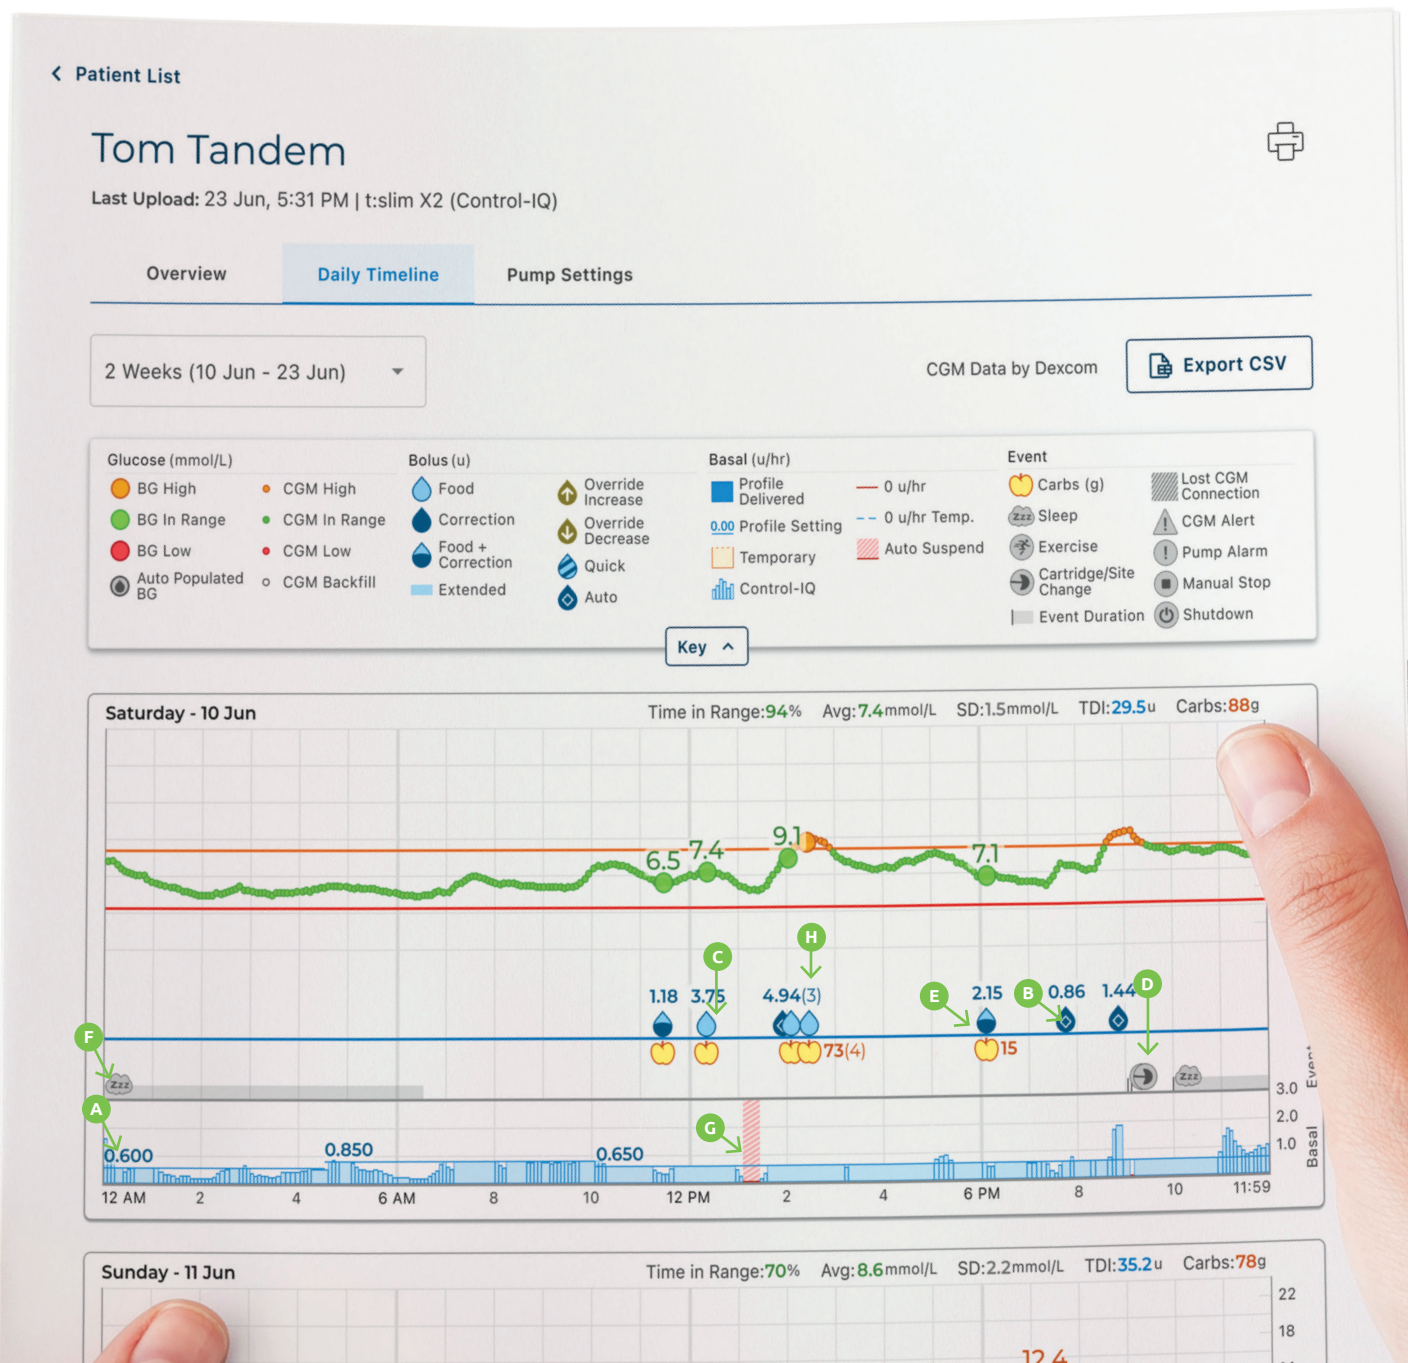 Patient List
Tom Tandem
Last Upload: 23 Jun, 5:31 PM | t:slim X2 (Control-IQ)
Overview Daily Timeline Pump Settings
2 Weeks (10 Jun - 23 Jun) CGM Data by Dexcom Export CSV
Glucose (mmol/L)
BG High CGM High
BG In Range CGM In Range
BG Low CGM Low
Auto Populated BG CGM Backfill
Bolus (u)
Food Override Increase
Correction Override Decrease
Food + Correction Quick
Extended Auto
Basal (u/hr)
Profile Delivered 0 u/hr
0.00 Profile Setting 0 u/hr Temp.
Temporary Auto Suspend
Control-IQ
Event
Carbs (g) Lost CGM Connection
Zzz Sleep CGM Alert
Exercise Pump Alarm
Cartridge/Site Change Manual Stop
Event Duration Shutdown
Key
Saturday - 10 Jun Time in Range:94% Avg:7.4mmol/L SD:1.5mmol/L TDI:29.5u Carbs:88g
6.5 7.4 9.1 7.1
H
C
1.18 3.75 4.94(3) E 2.15 B 0.86 1.44 D
F 73(4) 15
Zzz Zzz
3.0 Event
A G 2.0
0.600 0.850 0.650 1.0 Basal
12 AM 2 4 6 AM 8 10 12 PM 2 4 6 PM 8 10 11:59
Sunday - 11 Jun Time in Range:70% Avg:8.6mmol/L SD:2.2mmol/L TDI:35.2u Carbs:78g
22
18
12.4